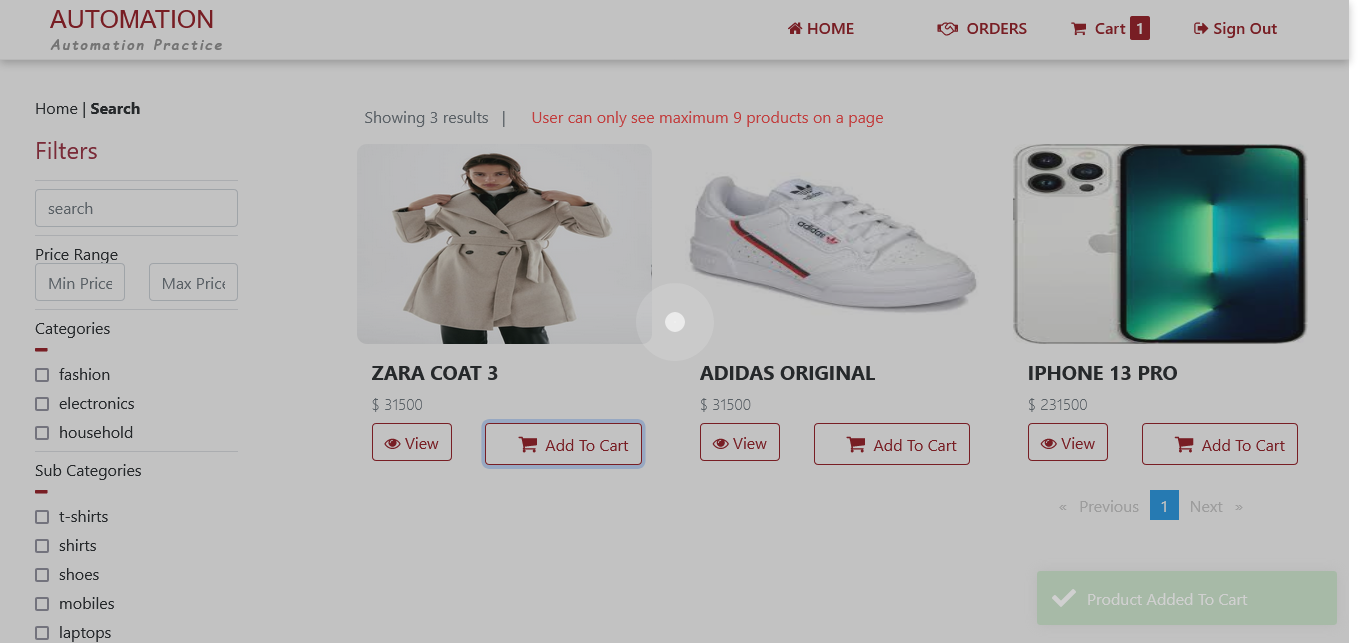 AUTOMATION
Automation Practice
HOME
ORDERS
Cart 1
Sign Out
Home | Search
Showing 3 results |
User can only see maximum 9 products on a page
Filters
search
Price Range
Min Price
Max Price
Categories
fashion
electronics
household
Sub Categories
t-shirts
shirts
shoes
mobiles
laptops
adidas
adidas
ZARA COAT 3
$ 31500
View
Add To Cart
ADIDAS ORIGINAL
$ 31500
View
Add To Cart
IPHONE 13 PRO
$ 231500
View
Add To Cart
« Previous 1 Next »
Product Added To Cart